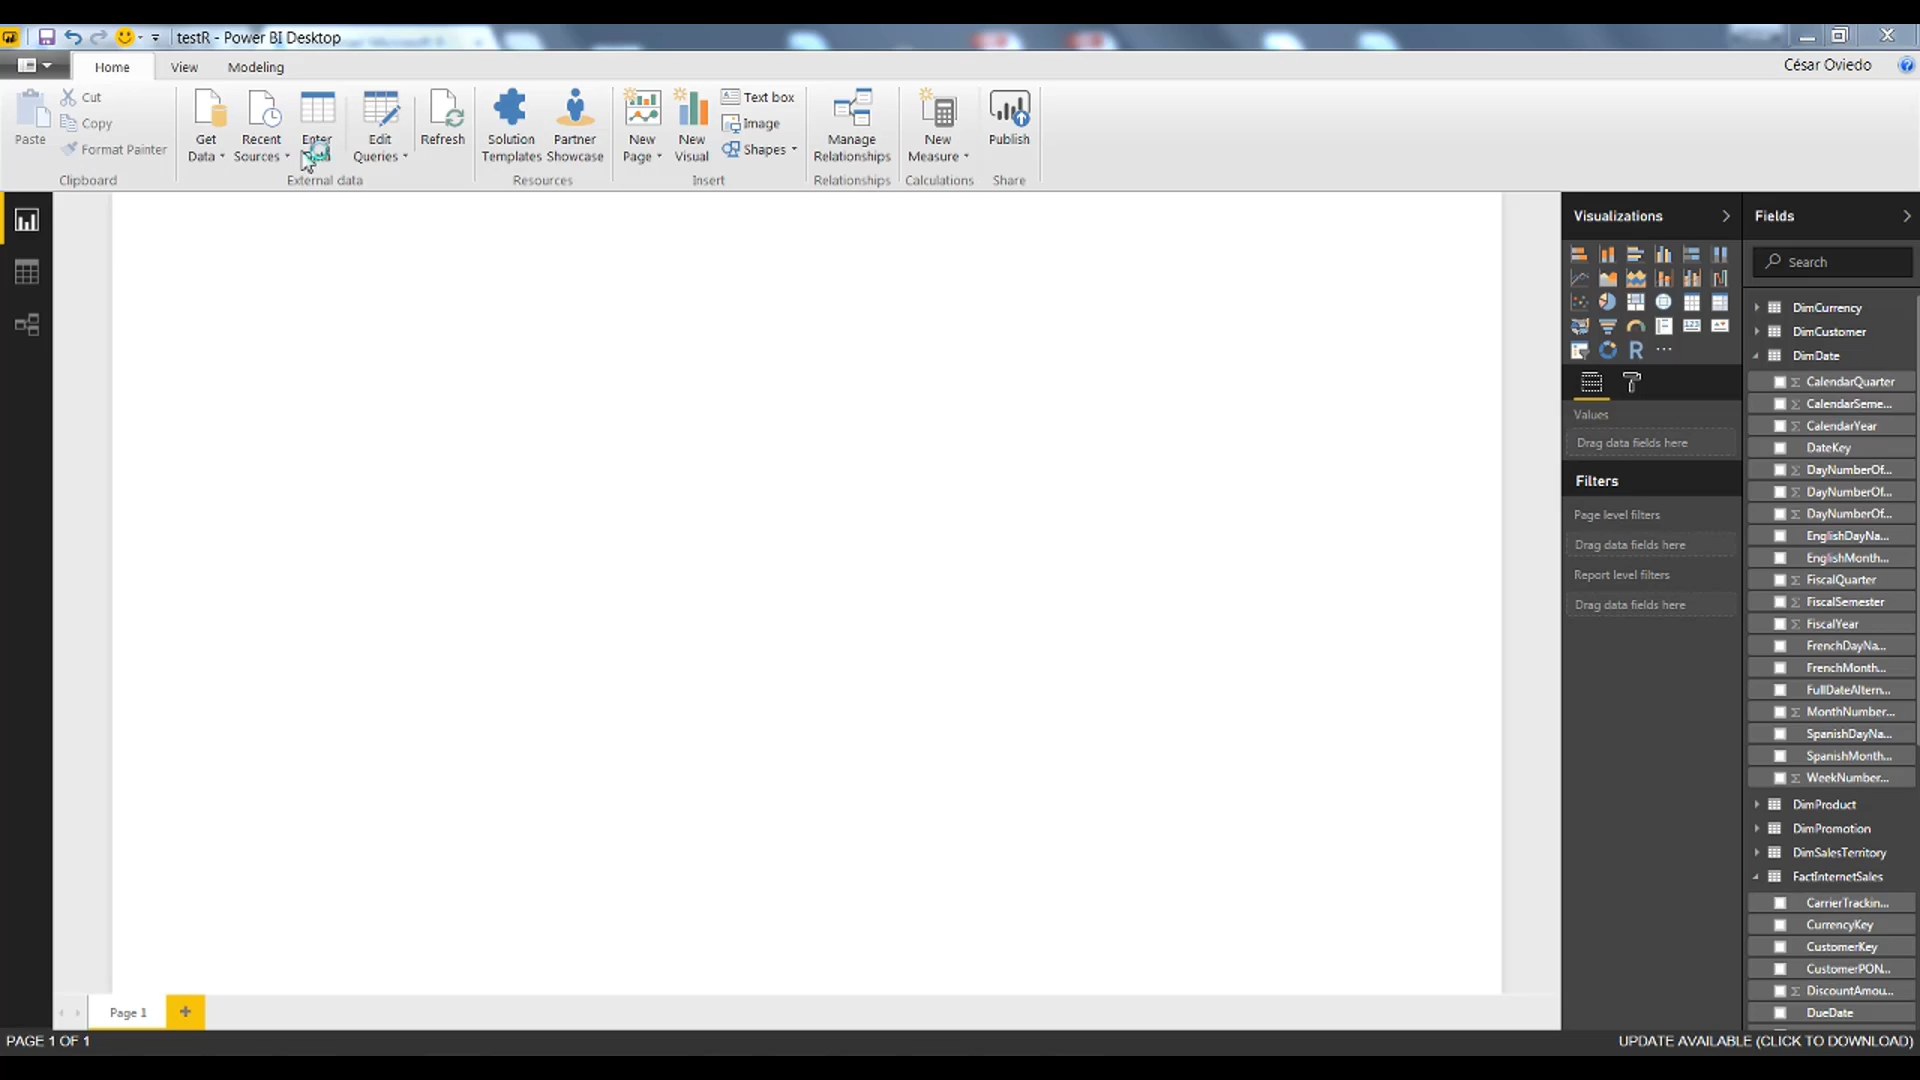 testR - Power BI Desktop
Home View Modeling César Oviedo
Paste Cut Copy Format Painter
Get Data Recent Sources Enter Edit Queries Refresh
Solution Templates Partner Showcase
New Page New Visual Text box Image Shapes
Manage Relationships New Measure Publish
Clipboard External data Resources Insert Relationships Calculations Share
Visualizations
Values
Drag data fields here
Filters
Page level filters
Drag data fields here
Report level filters
Drag data fields here
Fields
Search
DimCurrency
DimCustomer
DimDate
CalendarQuarter
CalendarSeme...
CalendarYear
DateKey
DayNumberOf...
DayNumberOf...
DayNumberOf...
EnglishDayNa...
EnglishMonth...
FiscalQuarter
FiscalSemester
FiscalYear
FrenchDayNa...
FrenchMonth...
FullDateAltern...
MonthNumber...
SpanishDayNa...
SpanishMonth...
WeekNumber...
DimProduct
DimPromotion
DimSalesTerritory
FactInternetSales
CarrierTrackin...
CurrencyKey
CustomerKey
CustomerPON...
DiscountAmou...
DueDate
Page 1
PAGE 1 OF 1
UPDATE AVAILABLE (CLICK TO DOWNLOAD)